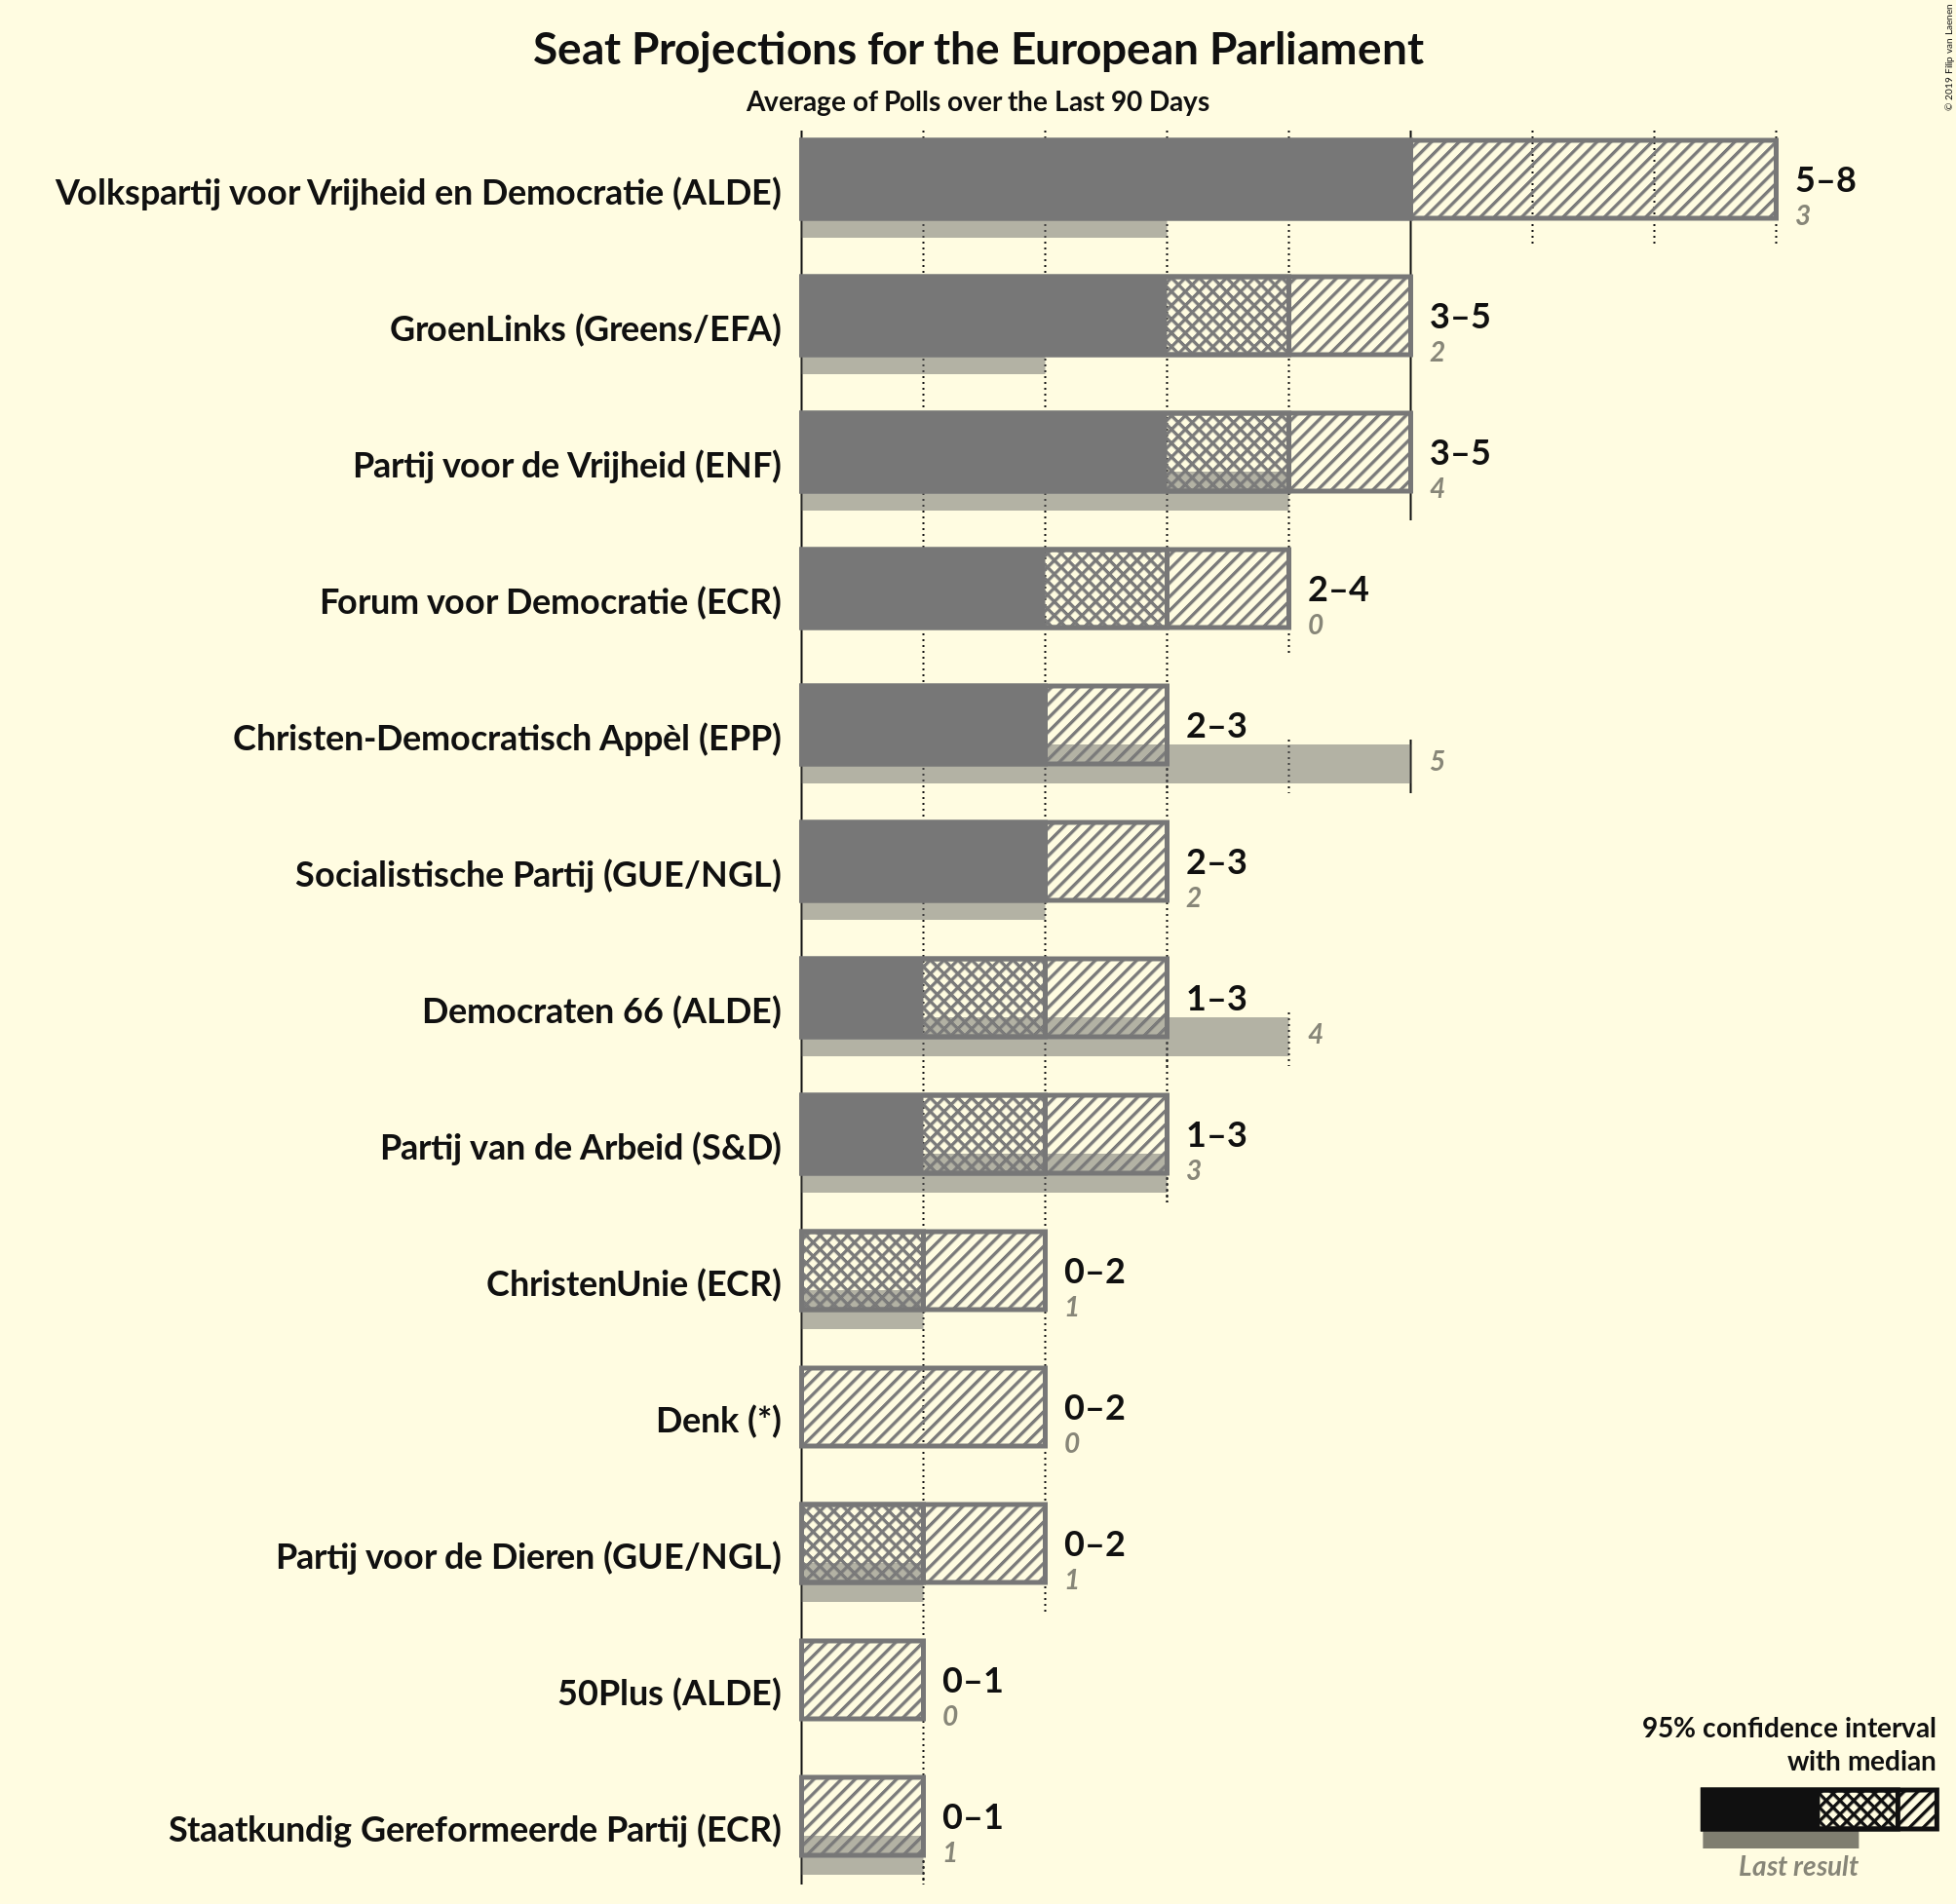 Seat Projections for the European Parliament
Average of Polls over the Last 90 Days
© 2019 Filip van Laenen
Volkspartij voor Vrijheid en Democratie (ALDE)
5–8
3
GroenLinks (Greens/EFA)
3–5
2
Partij voor de Vrijheid (ENF)
3–5
4
Forum voor Democratie (ECR)
2–4
0
Christen-Democratisch Appèl (EPP)
2–3
5
Socialistische Partij (GUE/NGL)
2–3
2
Democraten 66 (ALDE)
1–3
4
Partij van de Arbeid (S&D)
1–3
3
ChristenUnie (ECR)
0–2
1
Denk (*)
0–2
0
Partij voor de Dieren (GUE/NGL)
0–2
1
50Plus (ALDE)
0–1
0
Staatkundig Gereformeerde Partij (ECR)
0–1
1
95% confidence interval
with median
Last result